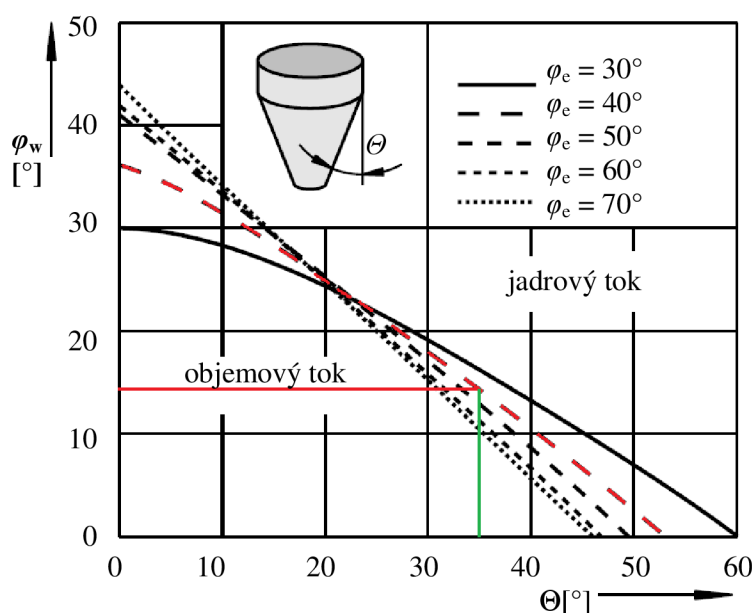 50
40
φw
[°]
30
20
10
0
Θ
φe = 30°
φe = 40°
φe = 50°
φe = 60°
φe = 70°
jadrový tok
objemový tok
0 10 20 30 40 50 60
Θ[°]